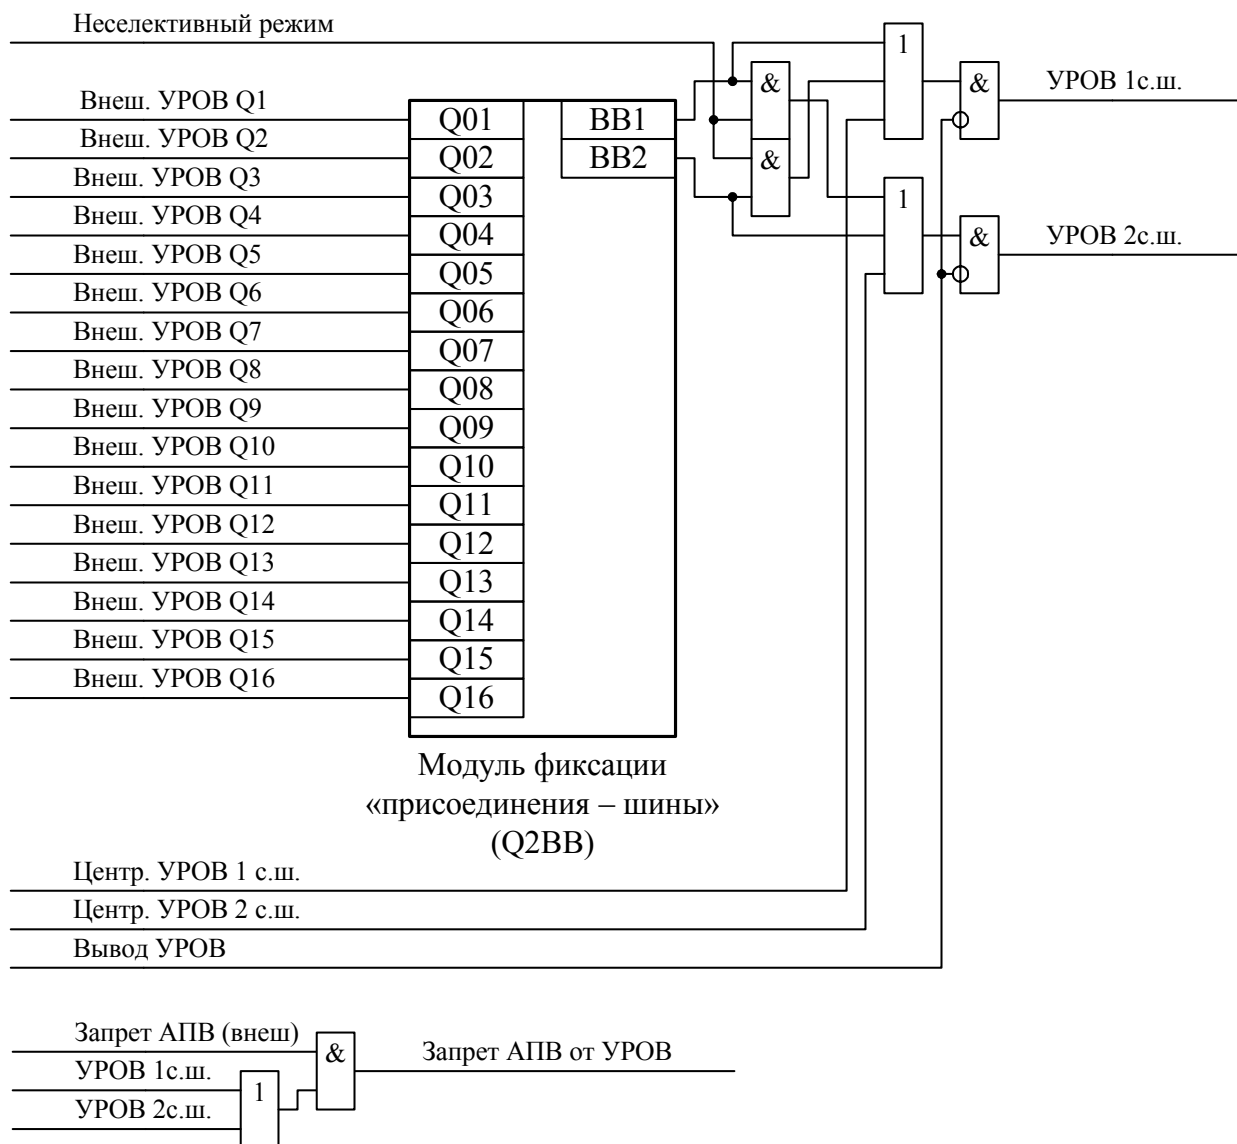 Неселективный режим
1
&
УРОВ 1с.ш.
Внеш. УРОВ Q1
Q01
BB1
&
Внеш. УРОВ Q2
Q02
BB2
&
Внеш. УРОВ Q3
Q03
1
Внеш. УРОВ Q4
Q04
&
УРОВ 2с.ш.
Внеш. УРОВ Q5
Q05
Внеш. УРОВ Q6
Q06
Внеш. УРОВ Q7
Q07
Внеш. УРОВ Q8
Q08
Внеш. УРОВ Q9
Q09
Внеш. УРОВ Q10
Q10
Внеш. УРОВ Q11
Q11
Внеш. УРОВ Q12
Q12
Внеш. УРОВ Q13
Q13
Внеш. УРОВ Q14
Q14
Внеш. УРОВ Q15
Q15
Внеш. УРОВ Q16
Q16
Модуль фиксации
«присоединения – шины»
(Q2BB)
Центр. УРОВ 1 с.ш.
Центр. УРОВ 2 с.ш.
Вывод УРОВ
Запрет АПВ (внеш)
&
Запрет АПВ от УРОВ
УРОВ 1с.ш.
1
УРОВ 2с.ш.